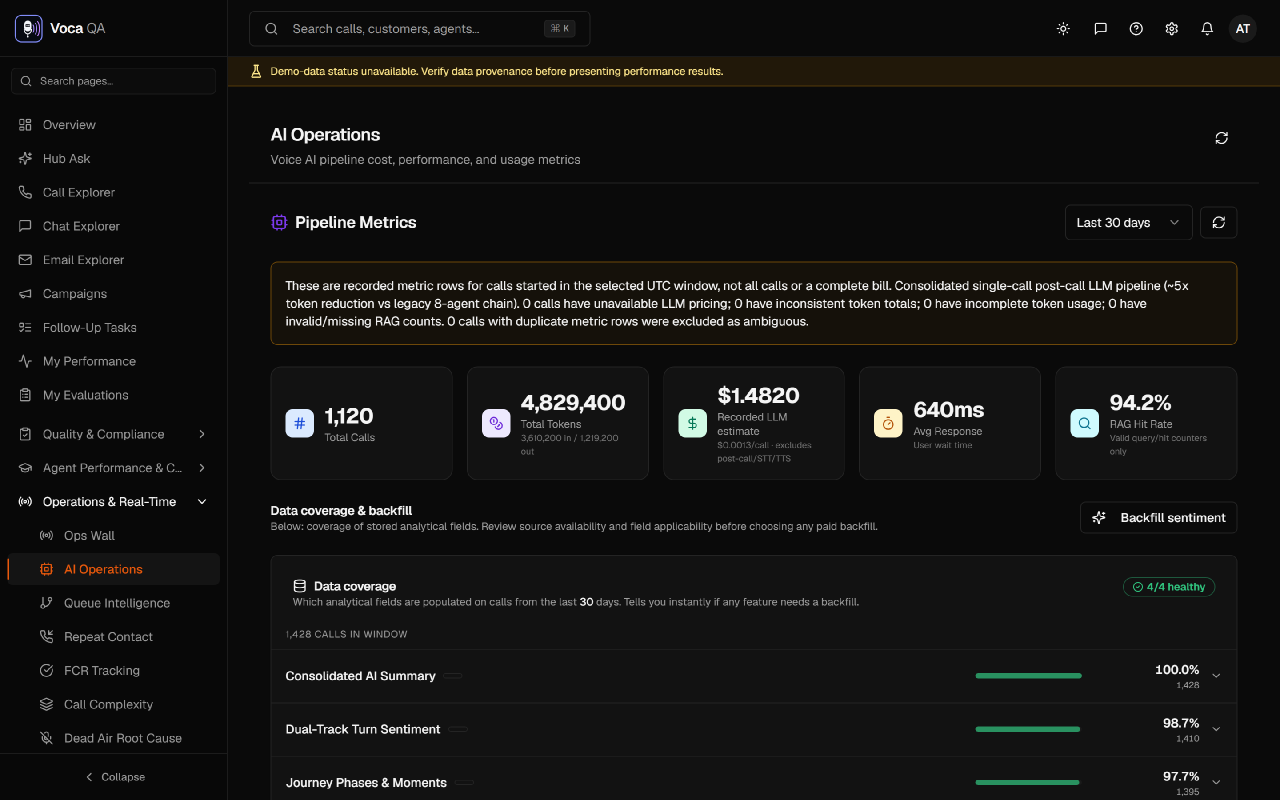 Voca QA
Search calls, customers, agents...
⌘ K
AT
Search pages...
Demo-data status unavailable. Verify data provenance before presenting performance results.
Overview
Hub Ask
Call Explorer
Chat Explorer
Email Explorer
Campaigns
Follow-Up Tasks
My Performance
My Evaluations
Quality & Compliance
Agent Performance & C...
Operations & Real-Time
Ops Wall
AI Operations
Queue Intelligence
Repeat Contact
FCR Tracking
Call Complexity
Dead Air Root Cause
Collapse
AI Operations
Voice AI pipeline cost, performance, and usage metrics
Pipeline Metrics
Last 30 days
These are recorded metric rows for calls started in the selected UTC window, not all calls or a complete bill. Consolidated single-call post-call LLM pipeline (~5x
token reduction vs legacy 8-agent chain). 0 calls have unavailable LLM pricing; 0 have inconsistent token totals; 0 have incomplete token usage; 0 have
invalid/missing RAG counts. 0 calls with duplicate metric rows were excluded as ambiguous.
1,120
Total Calls
4,829,400
Total Tokens
3,610,200 in / 1,219,200
out
$1.4820
Recorded LLM
estimate
$0.0013/call · excludes
post-call/STT/TTS
640ms
Avg Response
User wait time
94.2%
RAG Hit Rate
Valid query/hit counters
only
Data coverage & backfill
Below: coverage of stored analytical fields. Review source availability and field applicability before choosing any paid backfill.
Backfill sentiment
Data coverage
Which analytical fields are populated on calls from the last 30 days. Tells you instantly if any feature needs a backfill.
4/4 healthy
1,428 CALLS IN WINDOW
Consolidated AI Summary
100.0%
1,428
Dual-Track Turn Sentiment
98.7%
1,410
Journey Phases & Moments
97.7%
1,395